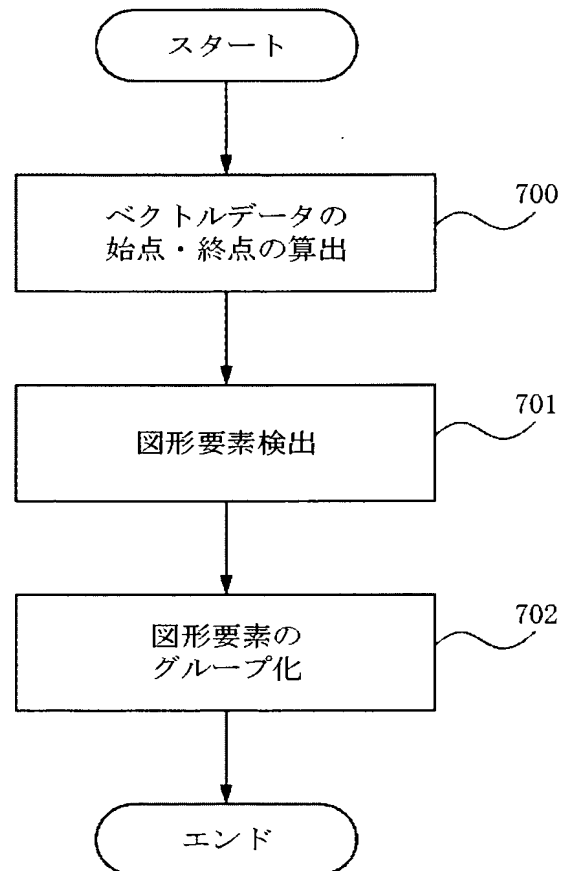 スタート
ベクトルデータの
始点・終点の算出
700
図形要素検出
701
図形要素の
グループ化
702
エンド